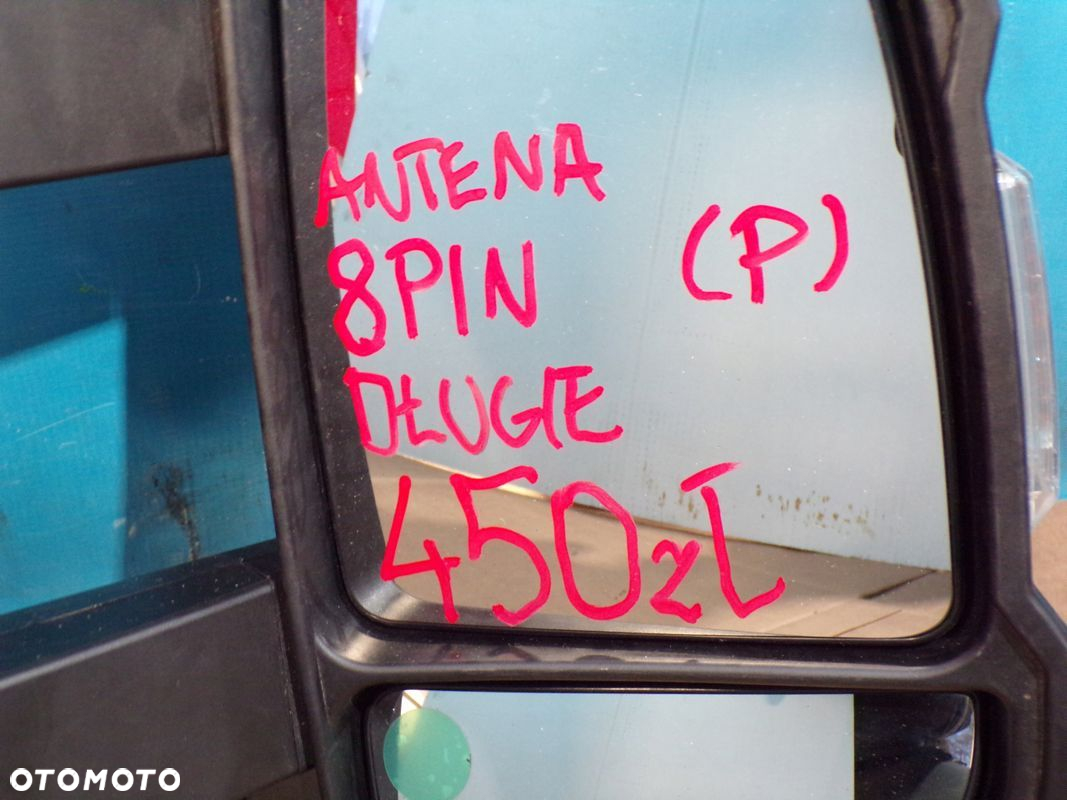 ANTENA
8PIN (P)
DŁUGIE
450zł
OTOMOTO